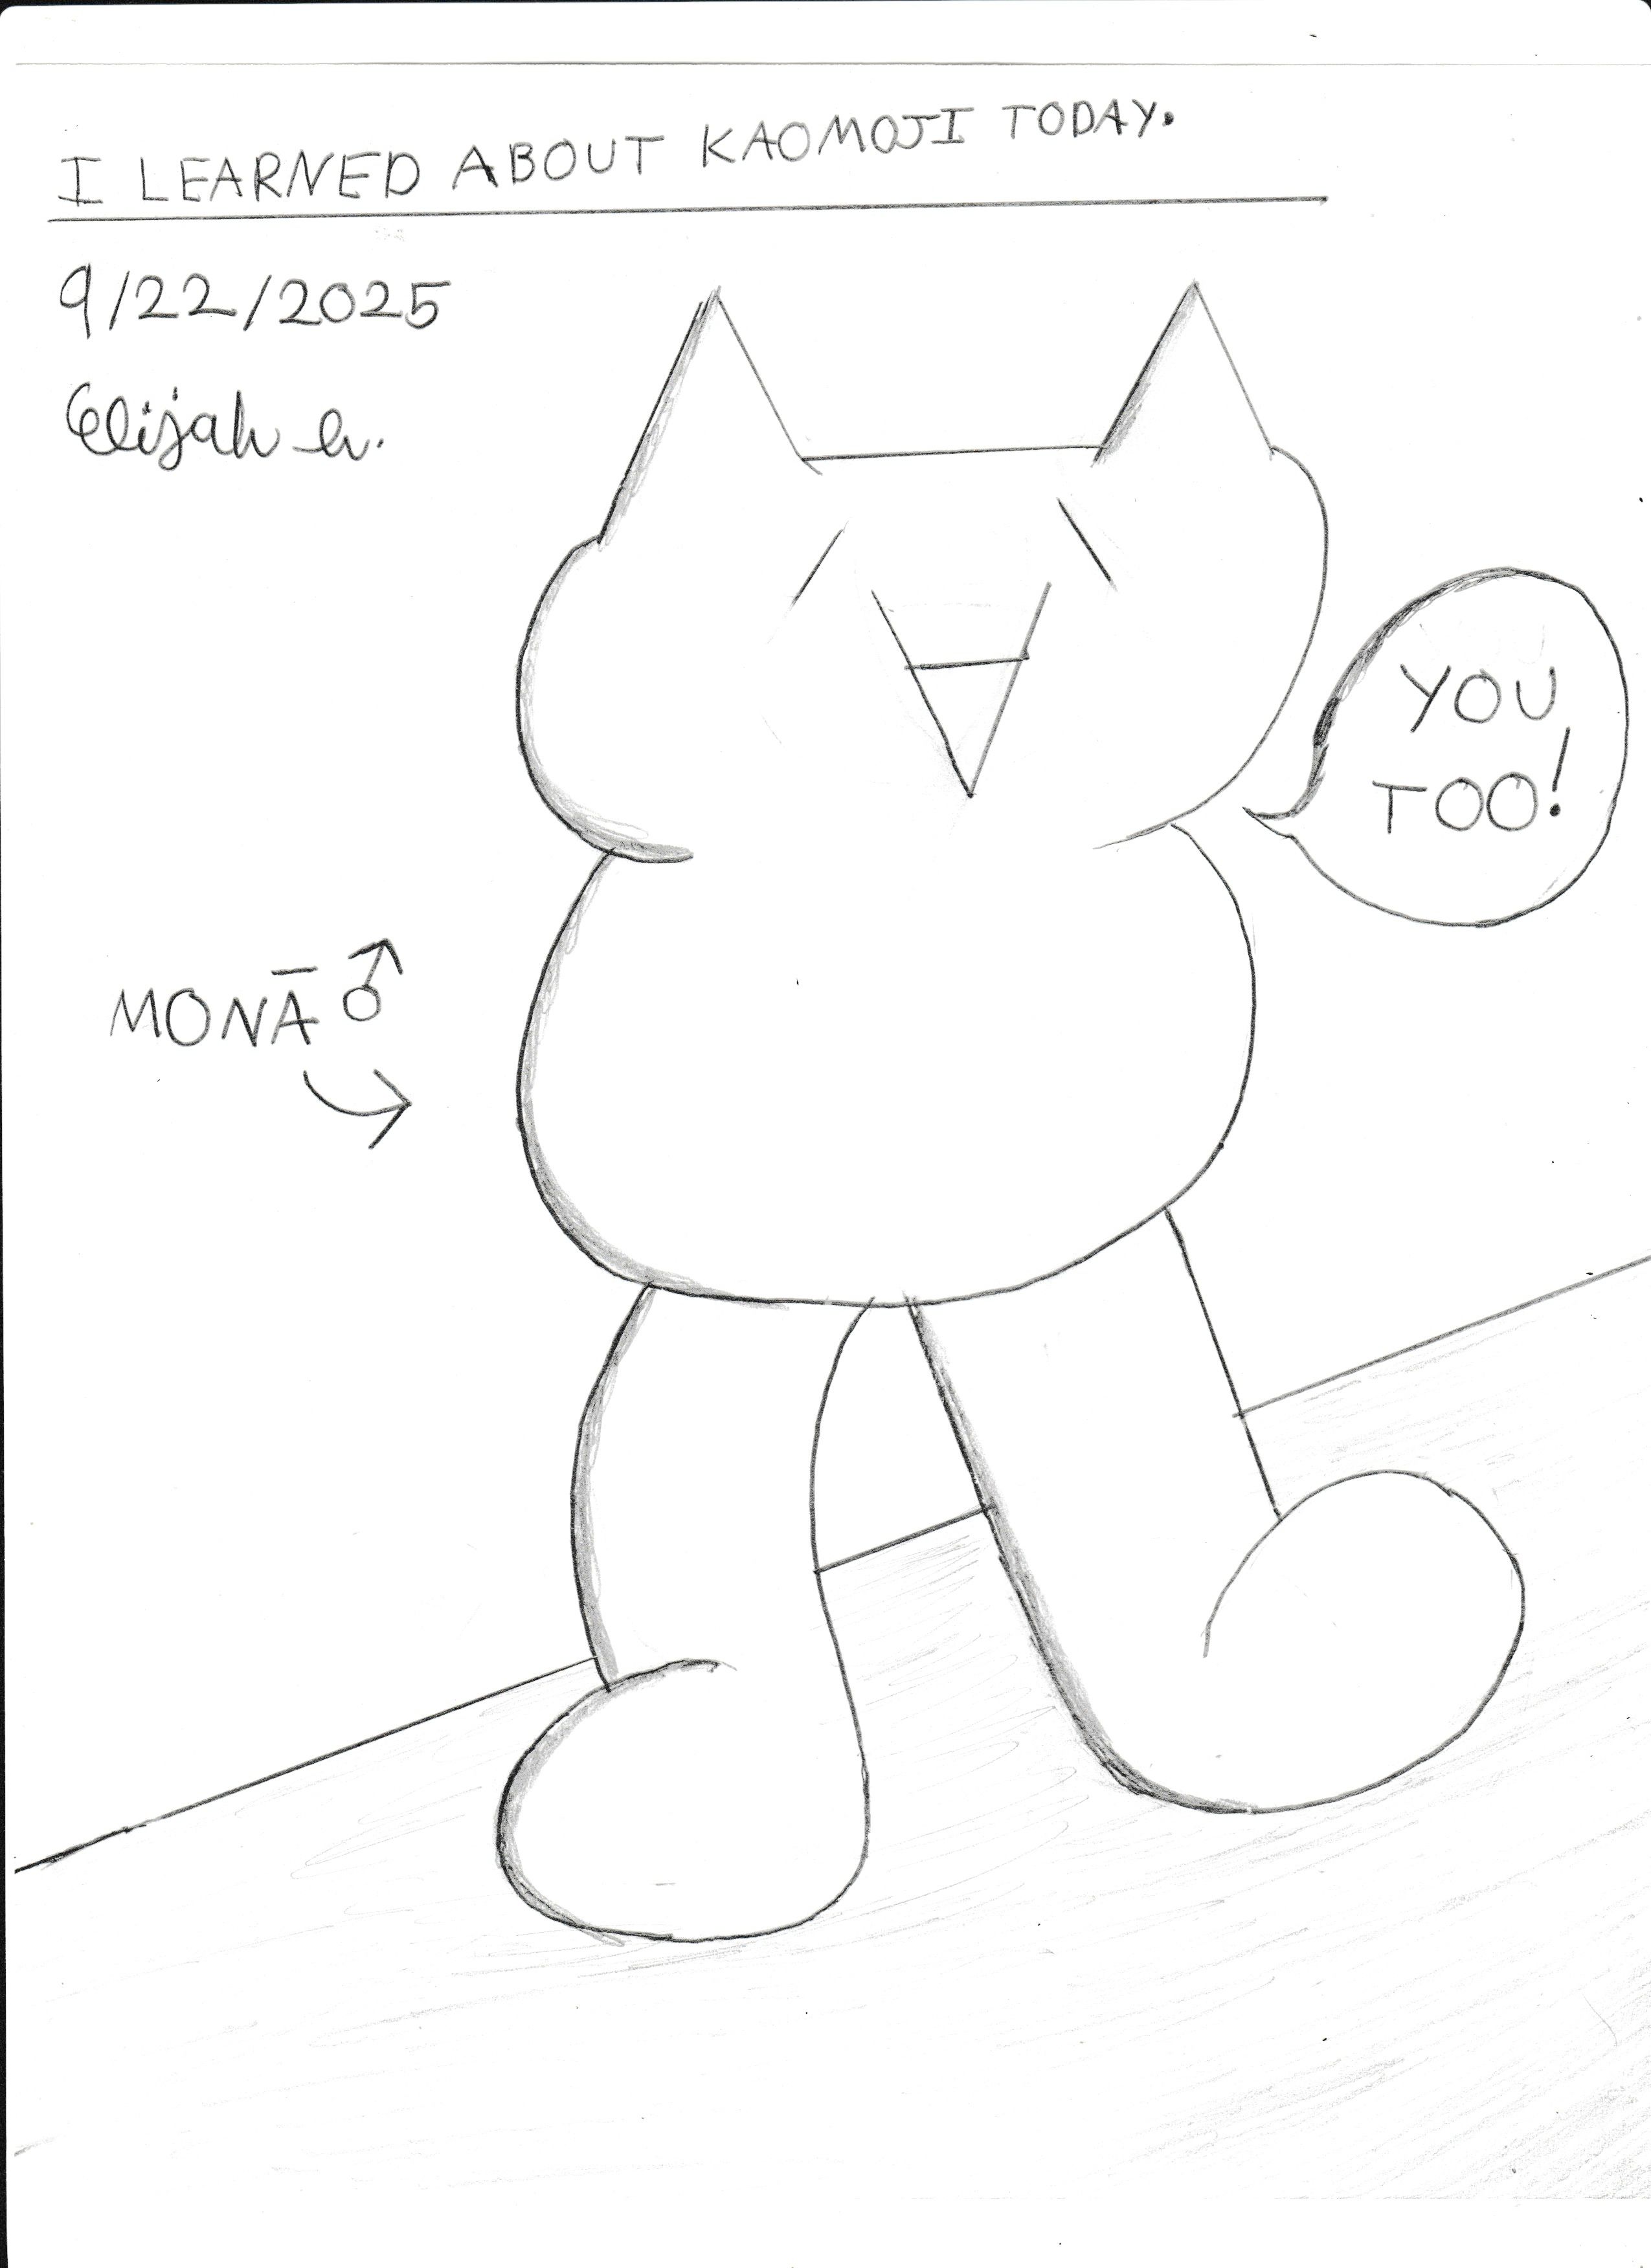 I LEARNED ABOUT KAOMOJI TODAY.
9/22/2025
Elijah h.
YOU
TOO!
MONĀ ♂